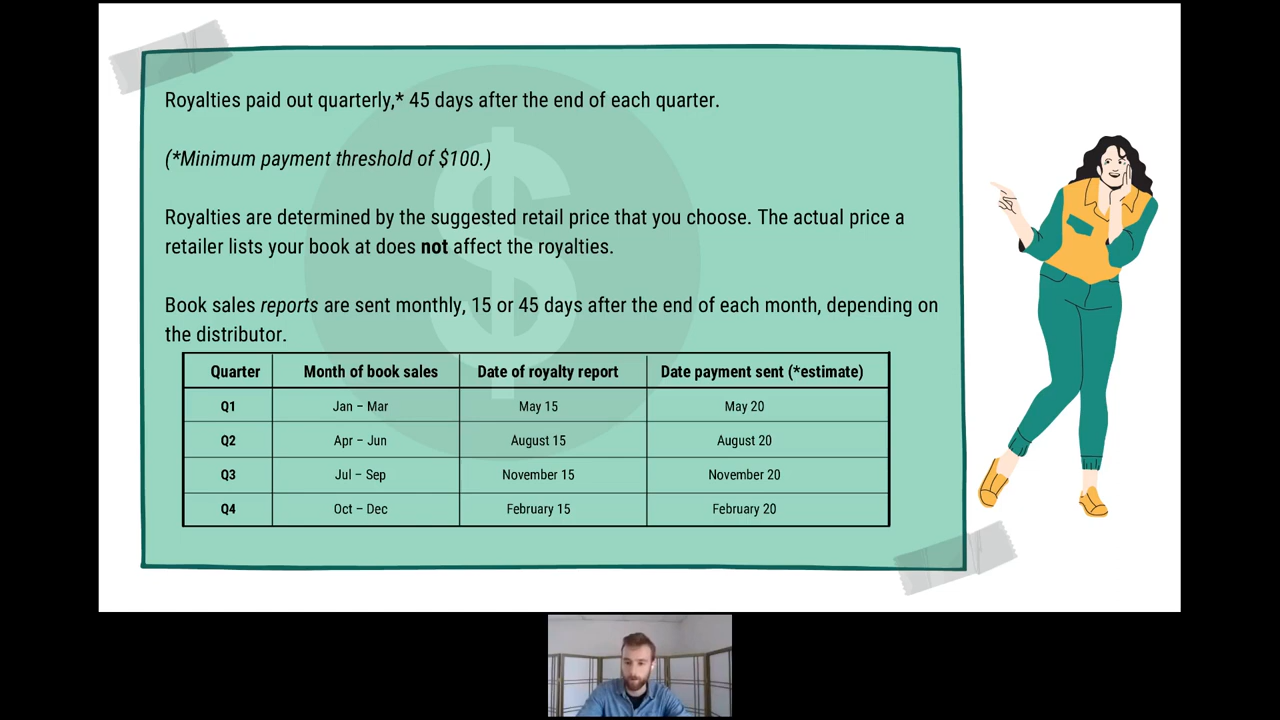 Royalties paid out quarterly,* 45 days after the end of each quarter.
(*Minimum payment threshold of $100.)
Royalties are determined by the suggested retail price that you choose. The actual price a
retailer lists your book at does not affect the royalties.
Book sales reports are sent monthly, 15 or 45 days after the end of each month, depending on
the distributor.
Quarter Month of book sales Date of royalty report Date payment sent (*estimate)
Q1 Jan – Mar May 15 May 20
Q2 Apr – Jun August 15 August 20
Q3 Jul – Sep November 15 November 20
Q4 Oct – Dec February 15 February 20